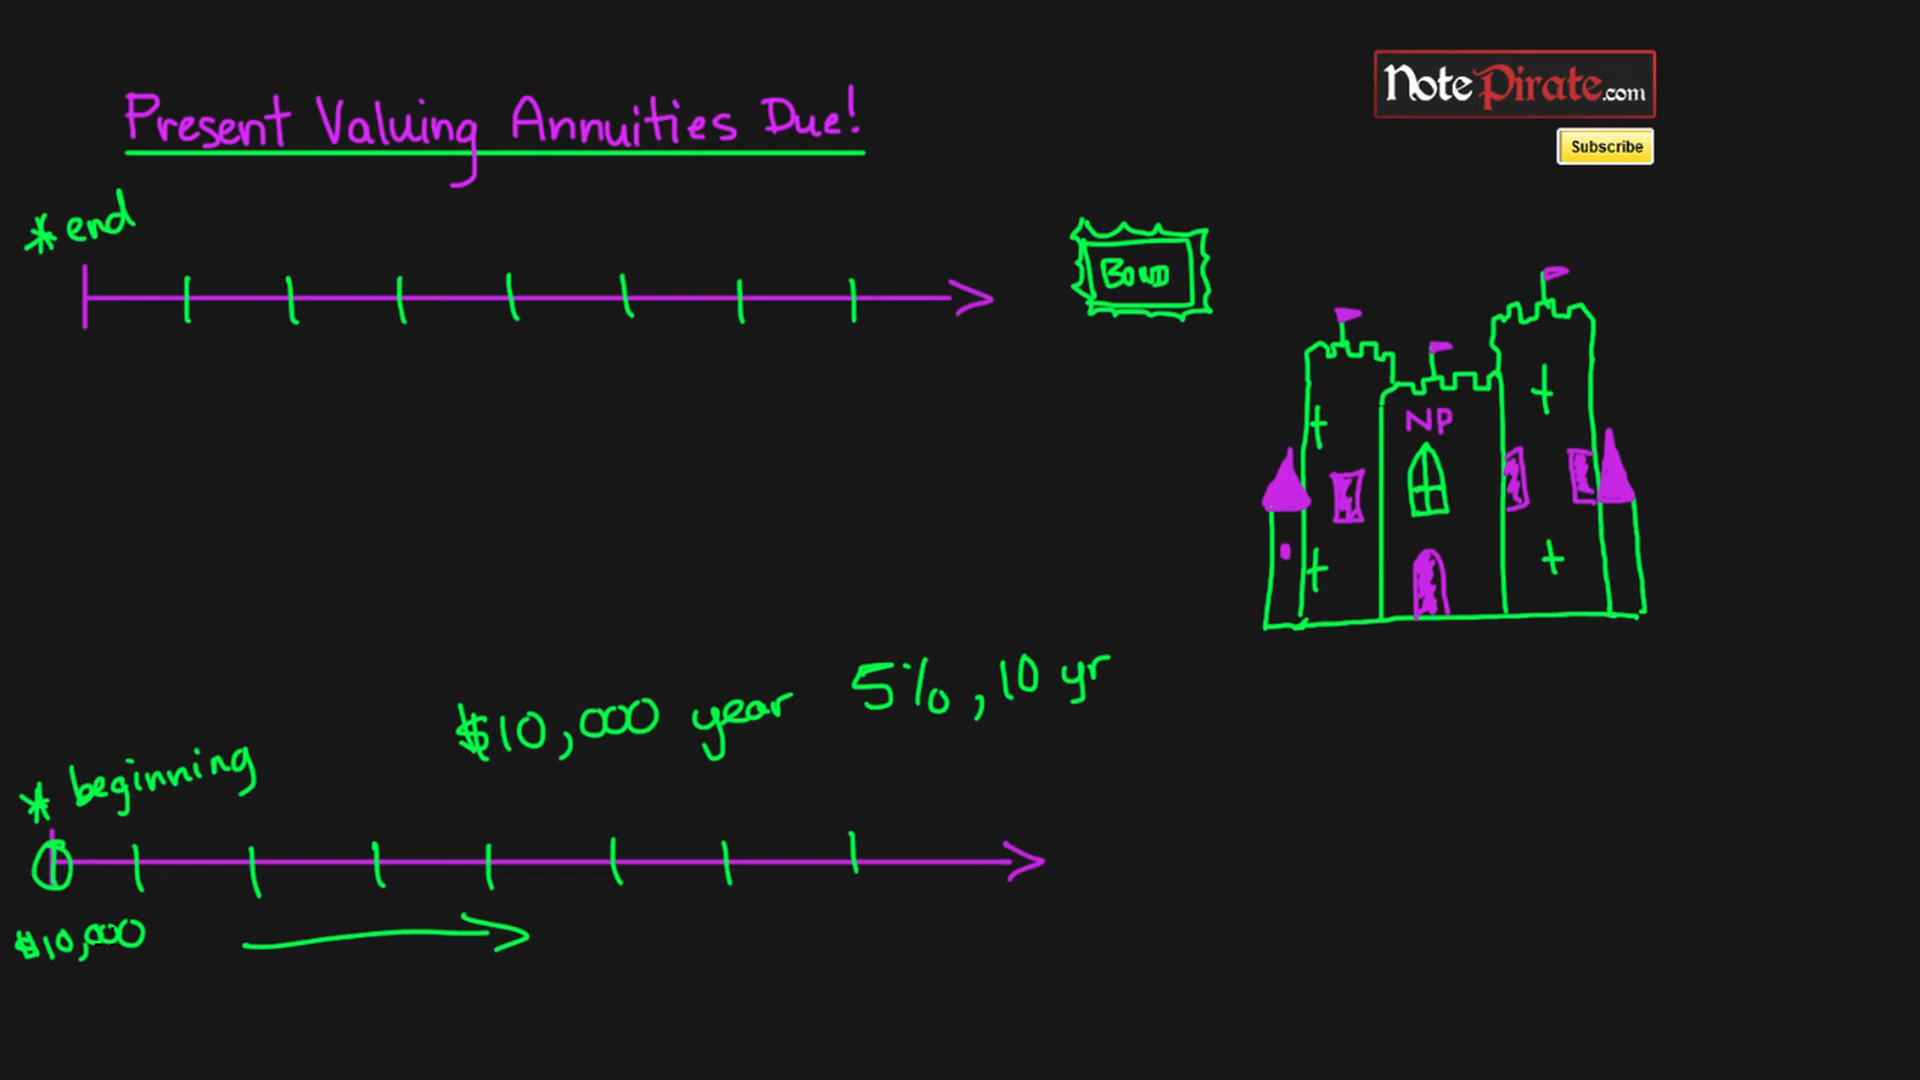 NotePirate.com
Present Valuing Annuities Due!
Subscribe
* end
Bond
NP
$10,000 year 5%, 10 yr
* beginning
$10,000